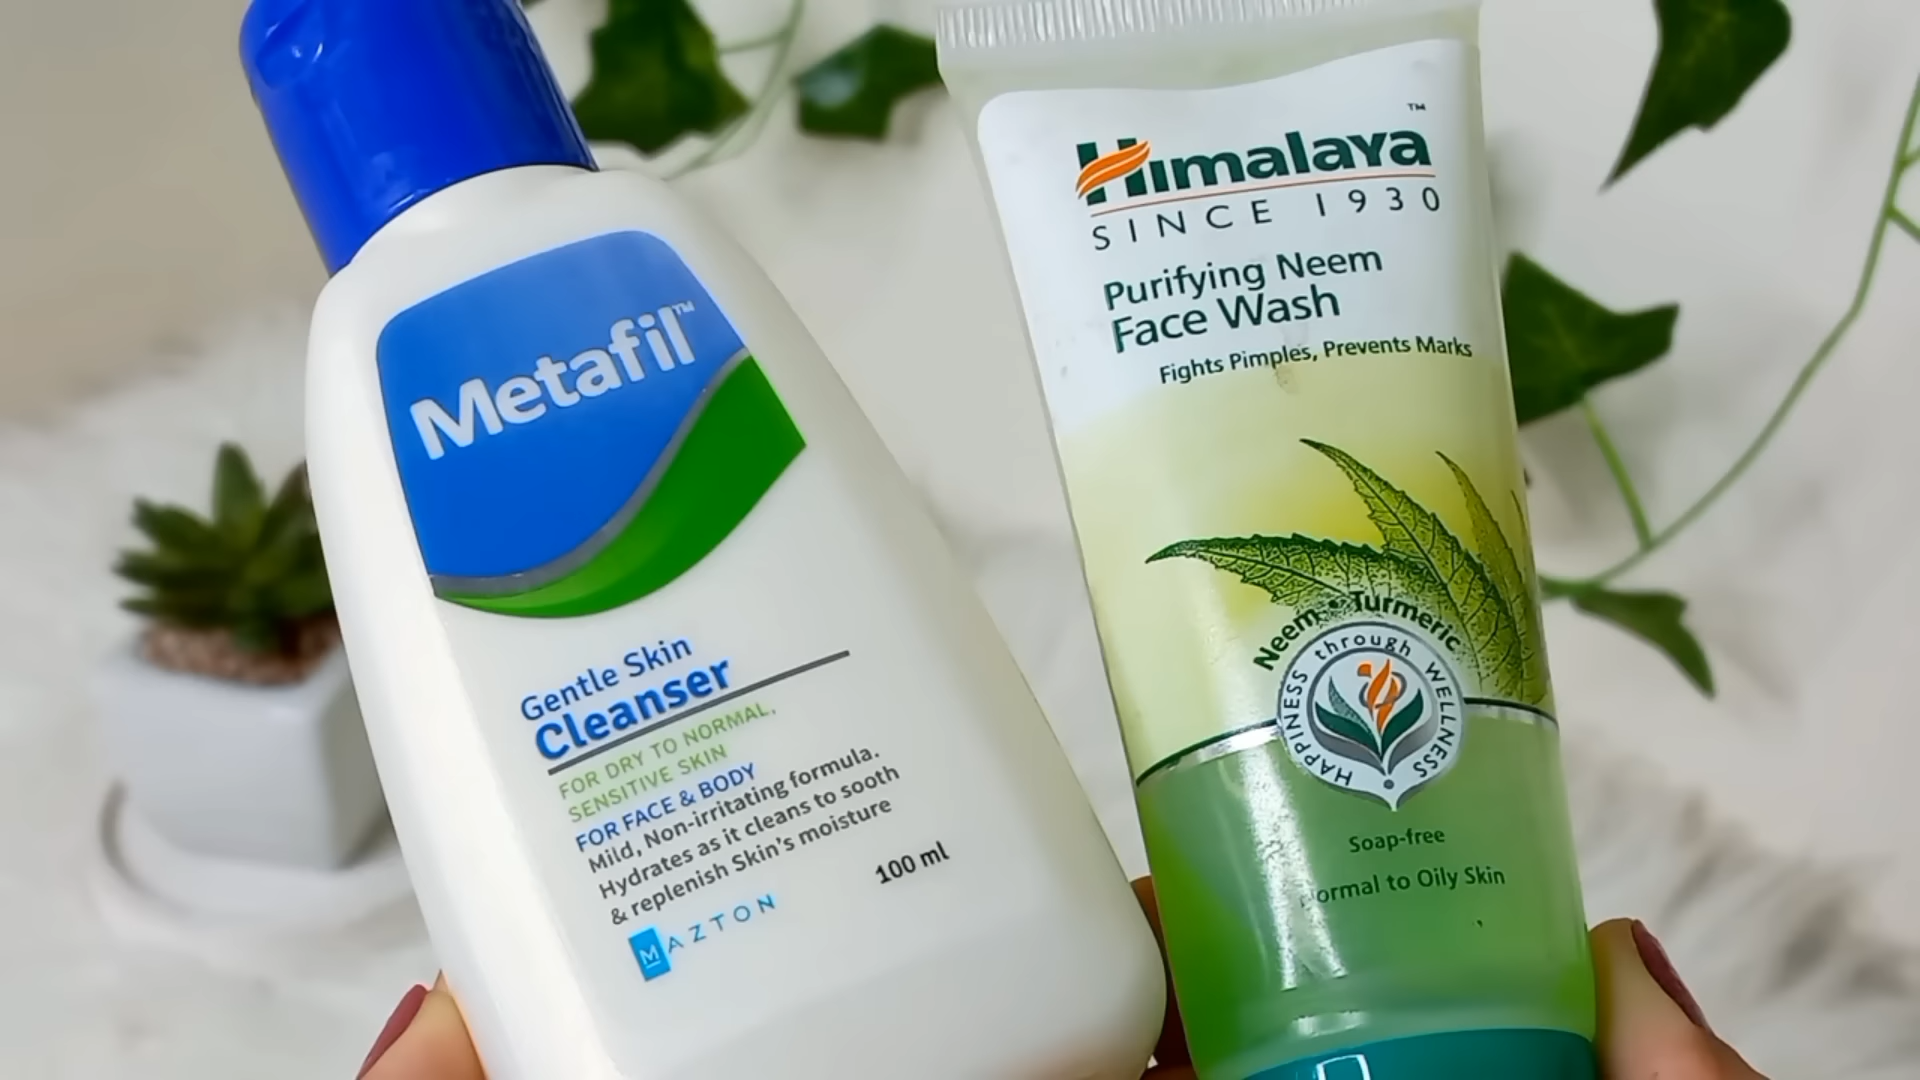 Metafil™
Gentle Skin
Cleanser
FOR DRY TO NORMAL,
SENSITIVE SKIN
FOR FACE & BODY
Mild, Non-irritating formula.
Hydrates as it cleans to sooth
& replenish Skin's moisture
100 ml
MAZTON
Himalaya™
SINCE 1930
Purifying Neem
Face Wash
Fights Pimples, Prevents Marks
Neem • Turmeric
HAPPINESS through WELLNESS
Soap-free
Normal to Oily Skin